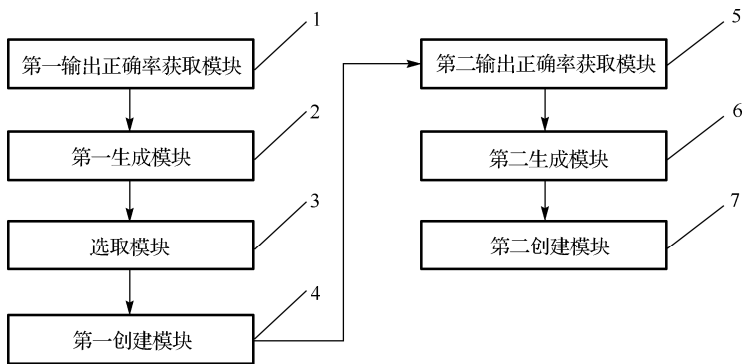 1
第一输出正确率获取模块
2
第一生成模块
3
选取模块
4
第一创建模块
5
第二输出正确率获取模块
6
第二生成模块
7
第二创建模块